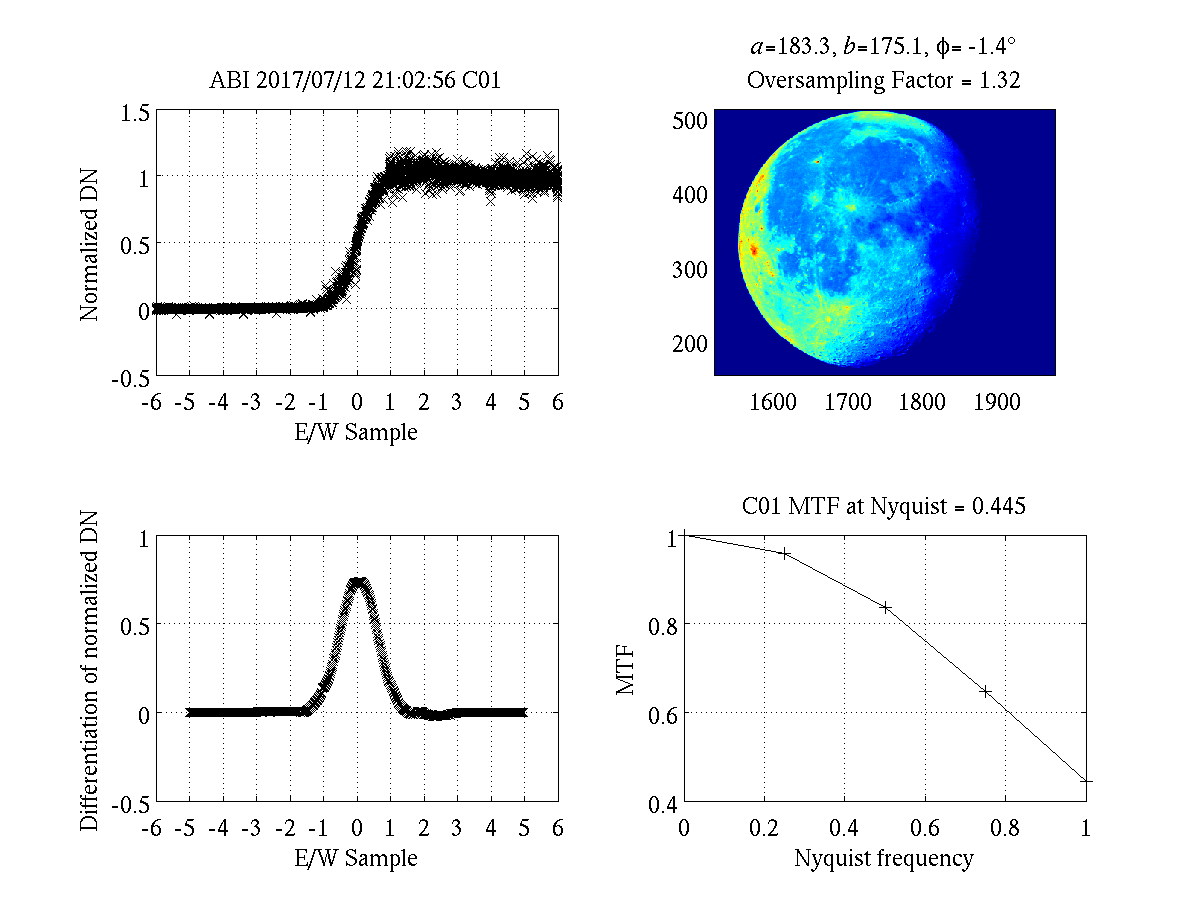 ABI 2017/07/12 21:02:56 C01
1.5
1
0.5
0
-0.5
Normalized DN
-6 -5 -4 -3 -2 -1 0 1 2 3 4 5 6
E/W Sample
a=183.3, b=175.1, ϕ= -1.4°
Oversampling Factor = 1.32
500
400
300
200
1600 1700 1800 1900
1
0.5
0
-0.5
Differentiation of normalized DN
-6 -5 -4 -3 -2 -1 0 1 2 3 4 5 6
E/W Sample
C01 MTF at Nyquist = 0.445
1
0.8
0.6
0.4
MTF
0 0.2 0.4 0.6 0.8 1
Nyquist frequency